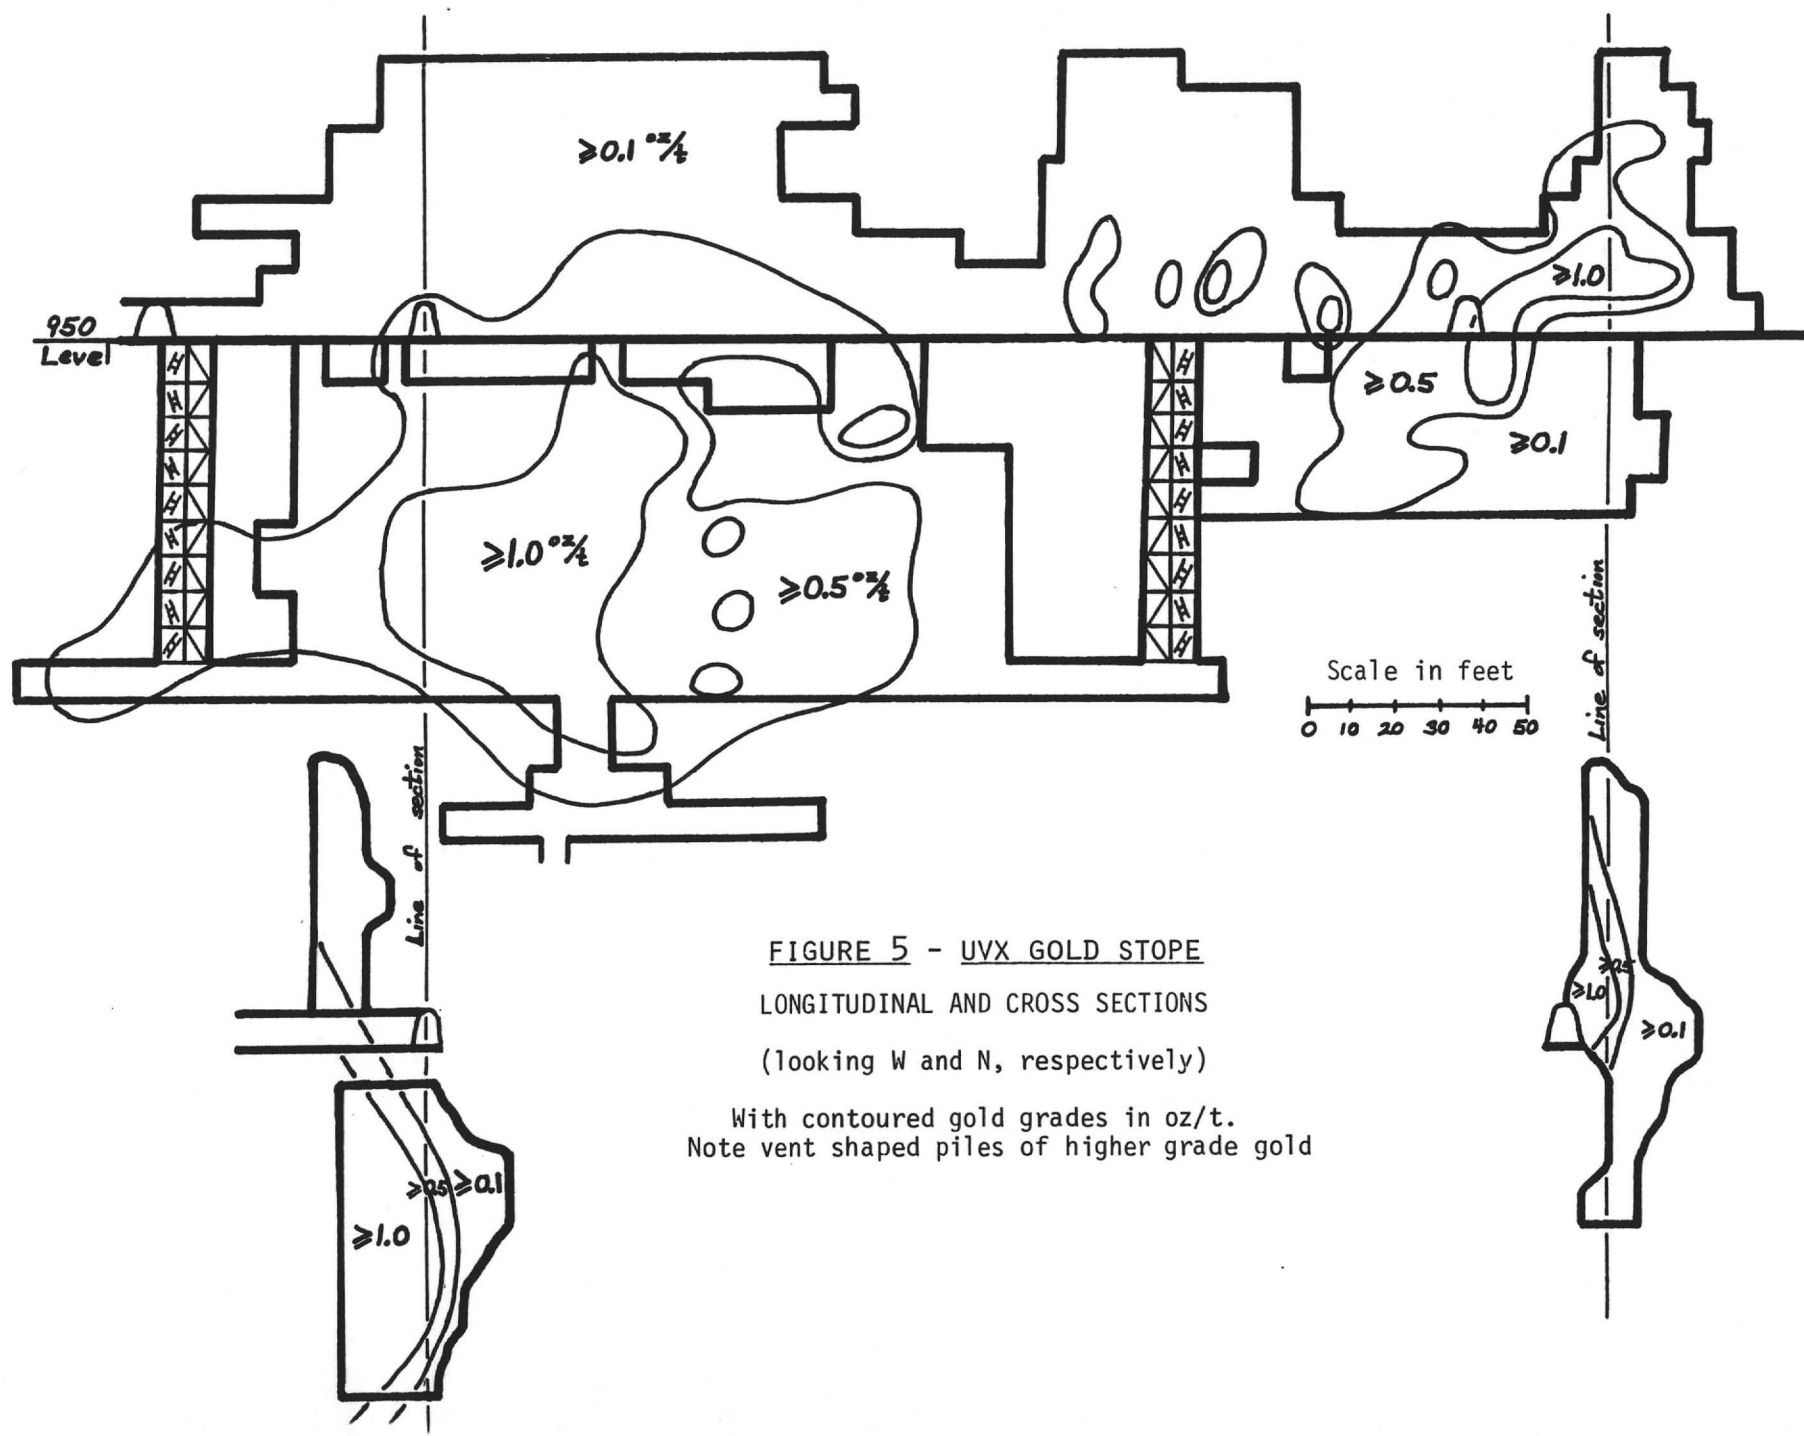 ≥0.1 oz/t
950
Level
≥1.0
≥0.5
≥0.1
≥1.0 oz/t
≥0.5 oz/t
Line of section
Scale in feet
0 10 20 30 40 50
Line of section
FIGURE 5 - UVX GOLD STOPE
LONGITUDINAL AND CROSS SECTIONS
(looking W and N, respectively)
With contoured gold grades in oz/t.
Note vent shaped piles of higher grade gold
≥0.5
≥1.0
≥0.1
≥0.5 ≥0.1
≥1.0